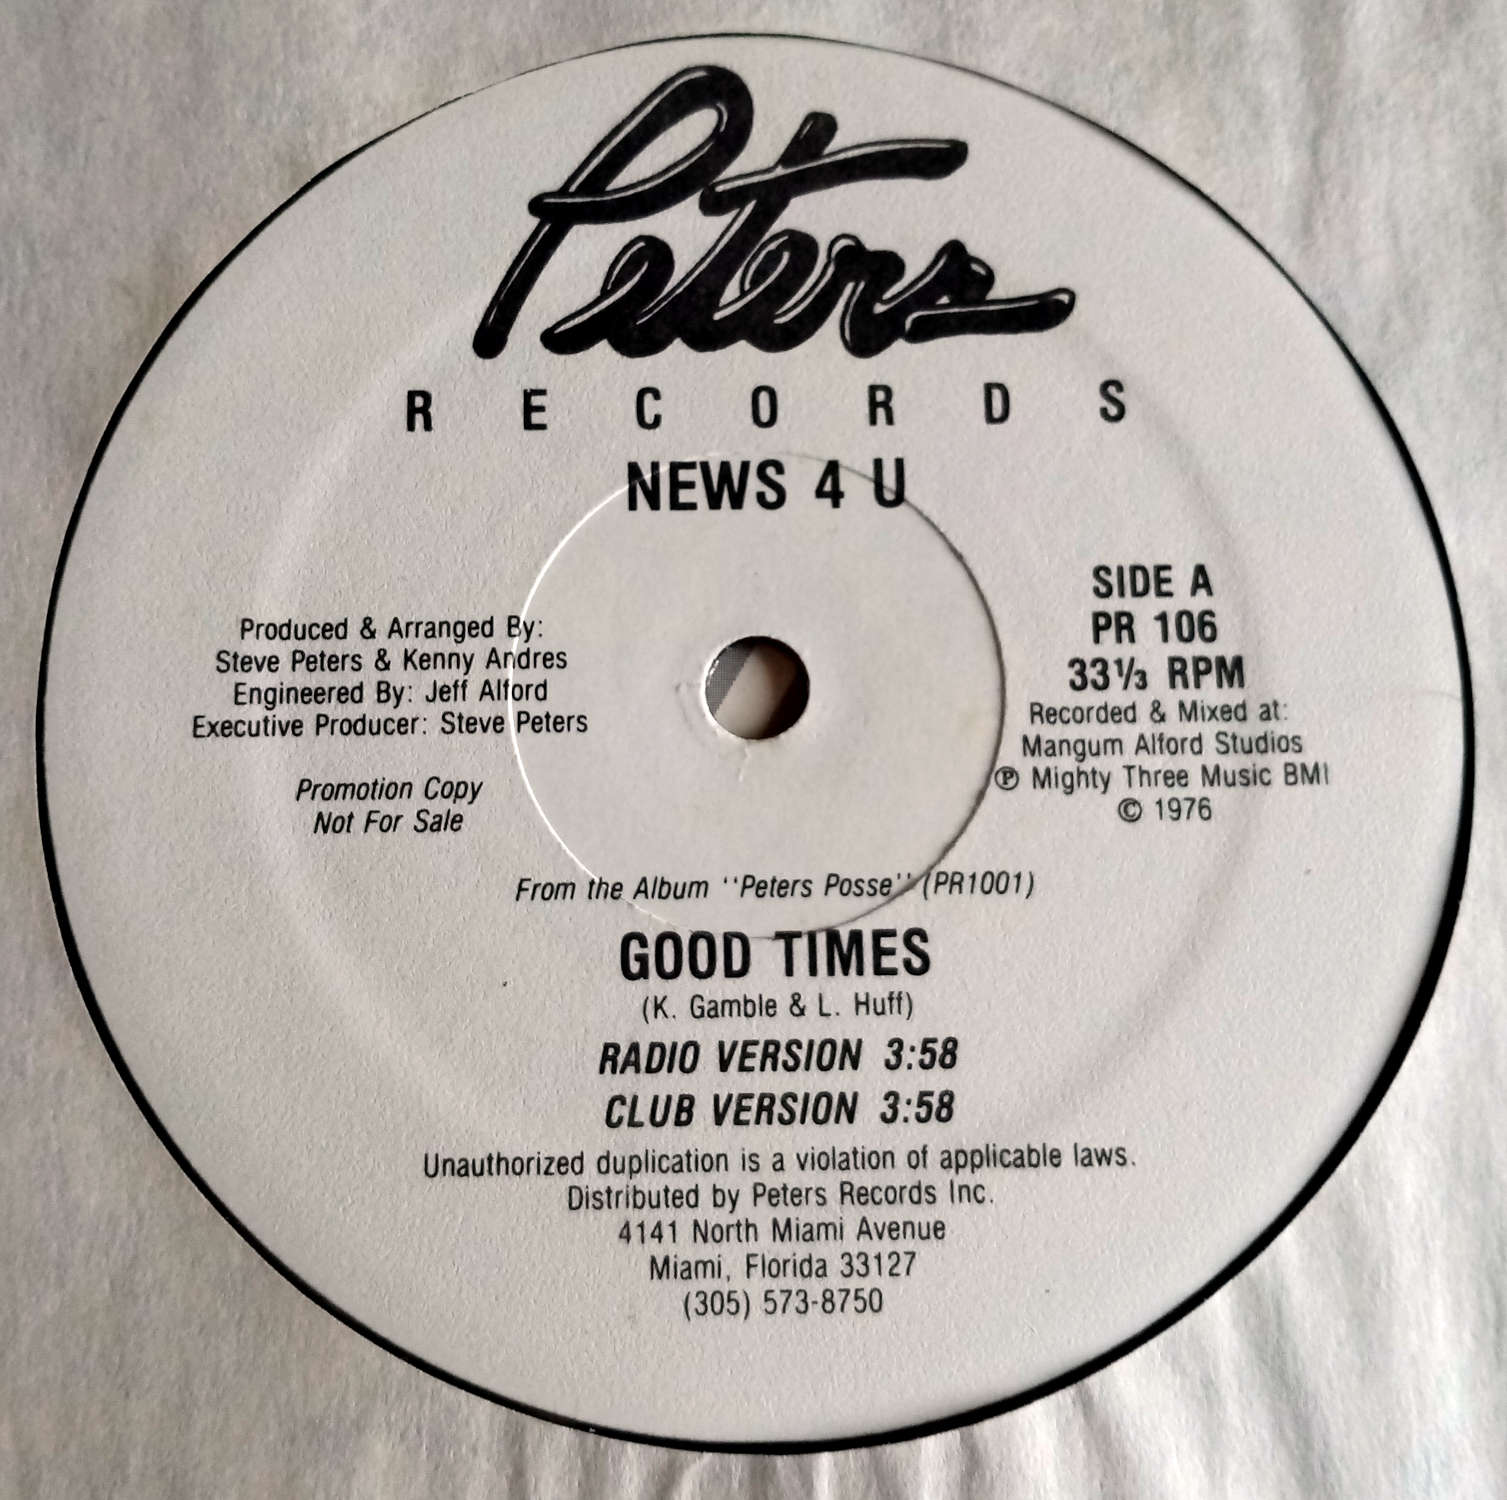 Peters
RECORDS
NEWS 4 U
Produced & Arranged By:
Steve Peters & Kenny Andres
Engineered By: Jeff Alford
Executive Producer: Steve Peters
Promotion Copy
Not For Sale
SIDE A
PR 106
33⅓ RPM
Recorded & Mixed at:
Mangum Alford Studios
℗ Mighty Three Music BMI
© 1976
From the Album ''Peters Posse'' (PR1001)
GOOD TIMES
(K. Gamble & L. Huff)
RADIO VERSION 3:58
CLUB VERSION 3:58
Unauthorized duplication is a violation of applicable laws.
Distributed by Peters Records Inc.
4141 North Miami Avenue
Miami, Florida 33127
(305) 573-8750